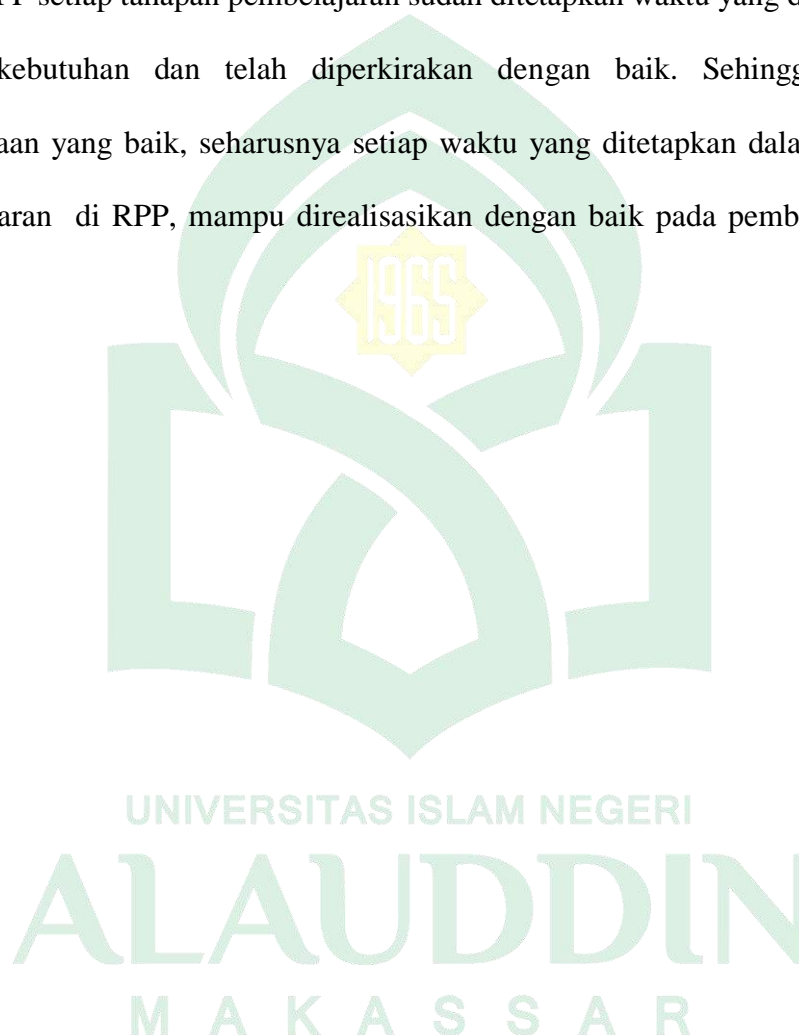 setiap tahapan pembelajaran sudah ditetapkan waktu yang
kebutuhan dan telah diperkirakan dengan baik. Sehingg
aan yang baik, seharusnya setiap waktu yang ditetapkan dala
aran di RPP, mampu direalisasikan dengan baik pada pemb
1965
UNIVERSITAS ISLAM NEGERI
ALAUDDIN
MAKASSAR